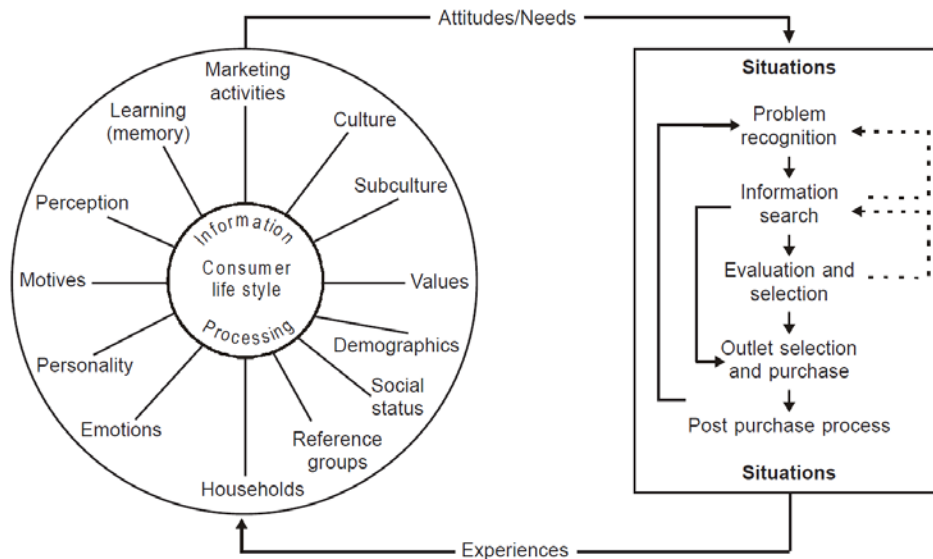 Attitudes/Needs
Marketing
activities
Learning
(memory)
Culture
Perception
Subculture
Information
Consumer
life style
Processing
Motives
Values
Personality
Demographics
Emotions
Social
status
Reference
groups
Households
Situations
Problem
recognition
Information
search
Evaluation and
selection
Outlet selection
and purchase
Post purchase process
Situations
Experiences